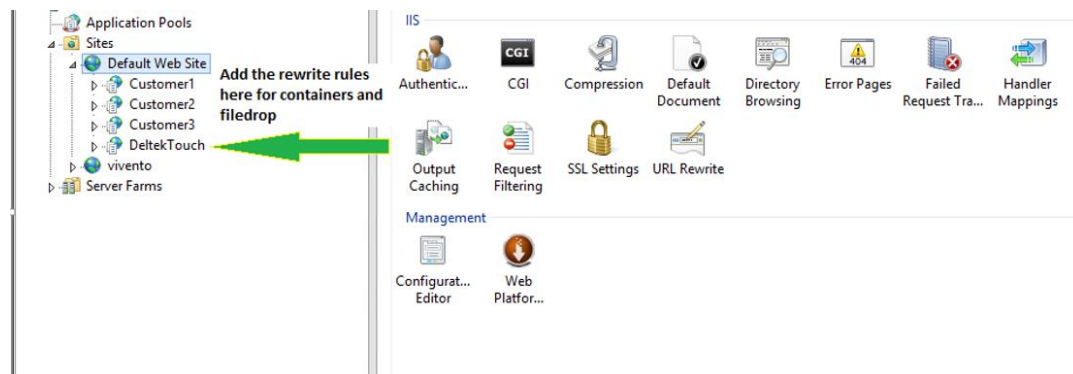 Application Pools
Sites
Default Web Site
Customer1
Customer2
Customer3
DeltekTouch
vivento
Server Farms
Add the rewrite rules
here for containers and
filedrop
IIS
CGI
404
Authentic...
CGI
Compression
Default
Document
Directory
Browsing
Error Pages
Failed
Request Tra...
Handler
Mappings
Output
Caching
Request
Filtering
SSL Settings
URL Rewrite
Management
Configurat...
Editor
Web
Platfor...